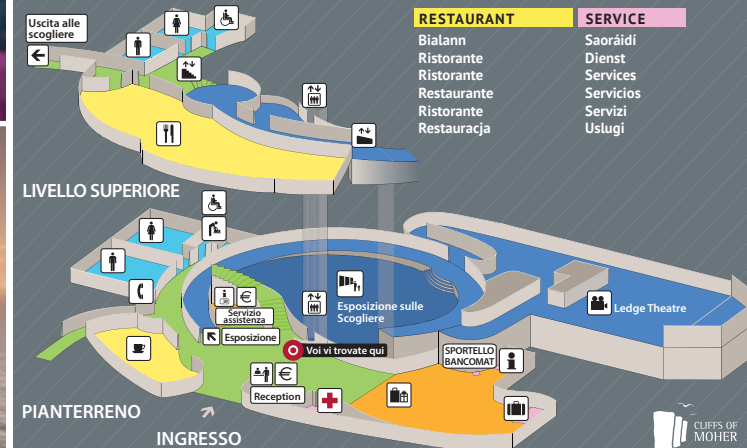 Uscita alle
scogliere
RESTAURANT
Bialann
Ristorante
Ristorante
Restaurante
Ristorante
Restauracja
SERVICE
Saoráidí
Dienst
Services
Servicios
Servizi
Uslugi
LIVELLO SUPERIORE
Servizio
assistenza
Esposizione
Esposizione sulle
Scogliere
Ledge Theatre
Voi vi trovate qui
SPORTELLO
BANCOMAT
Reception
PIANTERRENO
INGRESSO
CLIFFS OF
MOHER